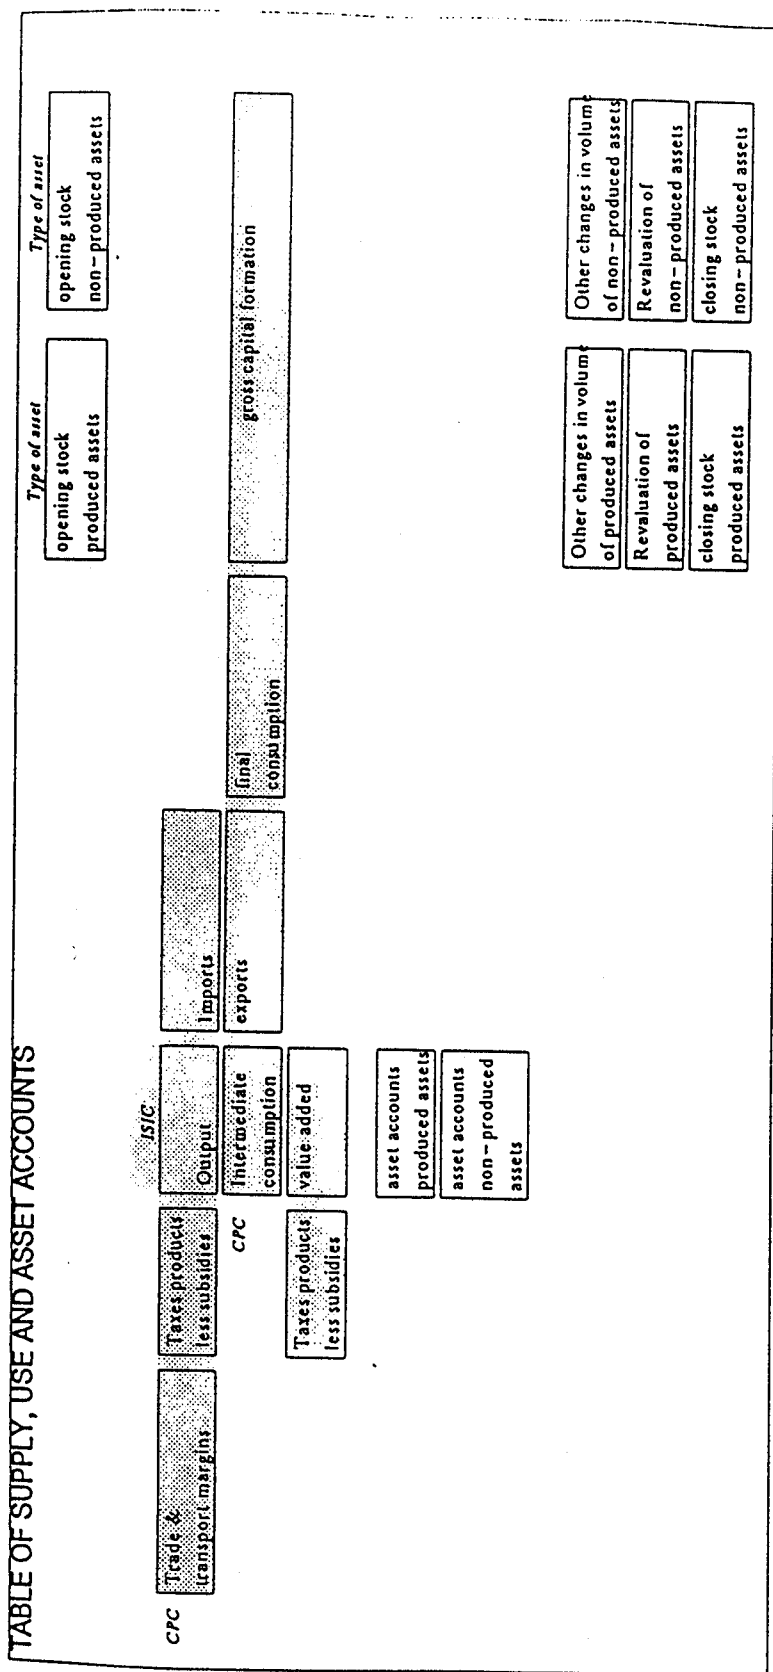 TABLE OF SUPPLY, USE AND ASSET ACCOUNTS
Type of asset
Type of asset
opening stock
produced assets
opening stock
non-produced assets
ISIC
CPC
Trade &
transport margins
Taxes products
less subsidies
Output
Imports
CPC
Intermediate
consumption
exports
final
consumption
gross capital formation
Taxes products
less subsidies
value added
asset accounts
produced assets
asset accounts
non-produced
assets
Other changes in volume
of produced assets
Other changes in volume
of non-produced assets
Revaluation of
produced assets
Revaluation of
non-produced assets
closing stock
produced assets
closing stock
non-produced assets